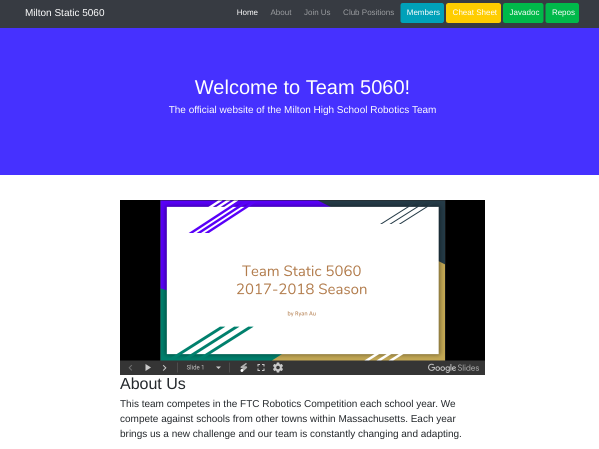 Milton Static 5060
Home About Join Us Club Positions Members Cheat Sheet Javadoc Repos
Welcome to Team 5060!
The official website of the Milton High School Robotics Team
Team Static 5060
2017-2018 Season
by Ryan Au
Slide 1
Google Slides
About Us
This team competes in the FTC Robotics Competition each school year. We
compete against schools from other towns within Massachusetts. Each year
brings us a new challenge and our team is constantly changing and adapting.